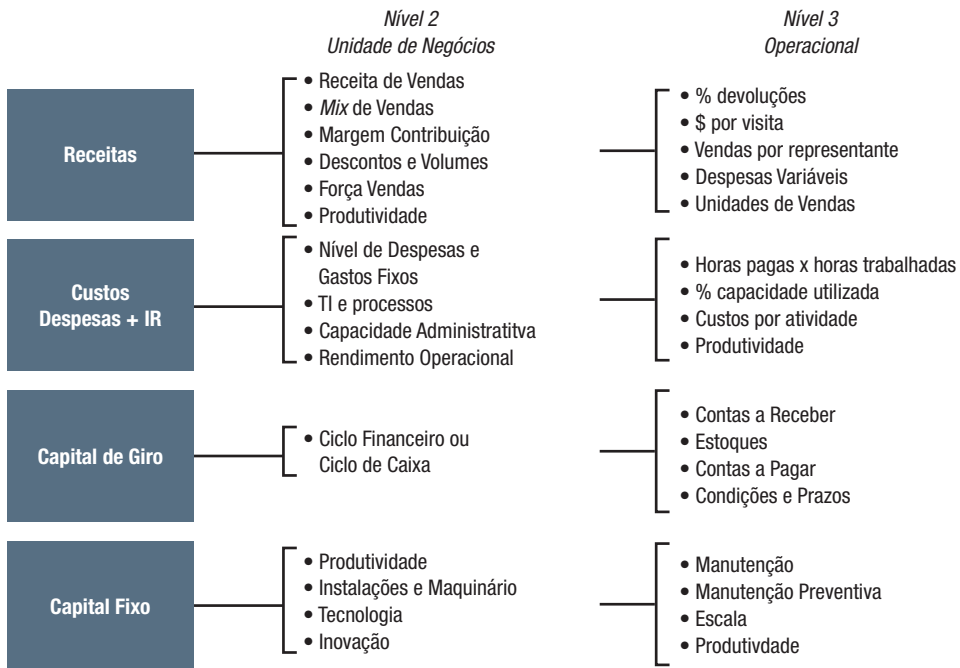 Nível 2
Unidade de Negócios
Nível 3
Operacional
Receitas
• Receita de Vendas
• Mix de Vendas
• Margem Contribuição
• Descontos e Volumes
• Força Vendas
• Produtividade
• % devoluções
• $ por visita
• Vendas por representante
• Despesas Variáveis
• Unidades de Vendas
Custos
Despesas + IR
• Nível de Despesas e
Gastos Fixos
• TI e processos
• Capacidade Administratitva
• Rendimento Operacional
• Horas pagas x horas trabalhadas
• % capacidade utilizada
• Custos por atividade
• Produtividade
Capital de Giro
• Ciclo Financeiro ou
Ciclo de Caixa
• Contas a Receber
• Estoques
• Contas a Pagar
• Condições e Prazos
Capital Fixo
• Produtividade
• Instalações e Maquinário
• Tecnologia
• Inovação
• Manutenção
• Manutenção Preventiva
• Escala
• Produtivdade